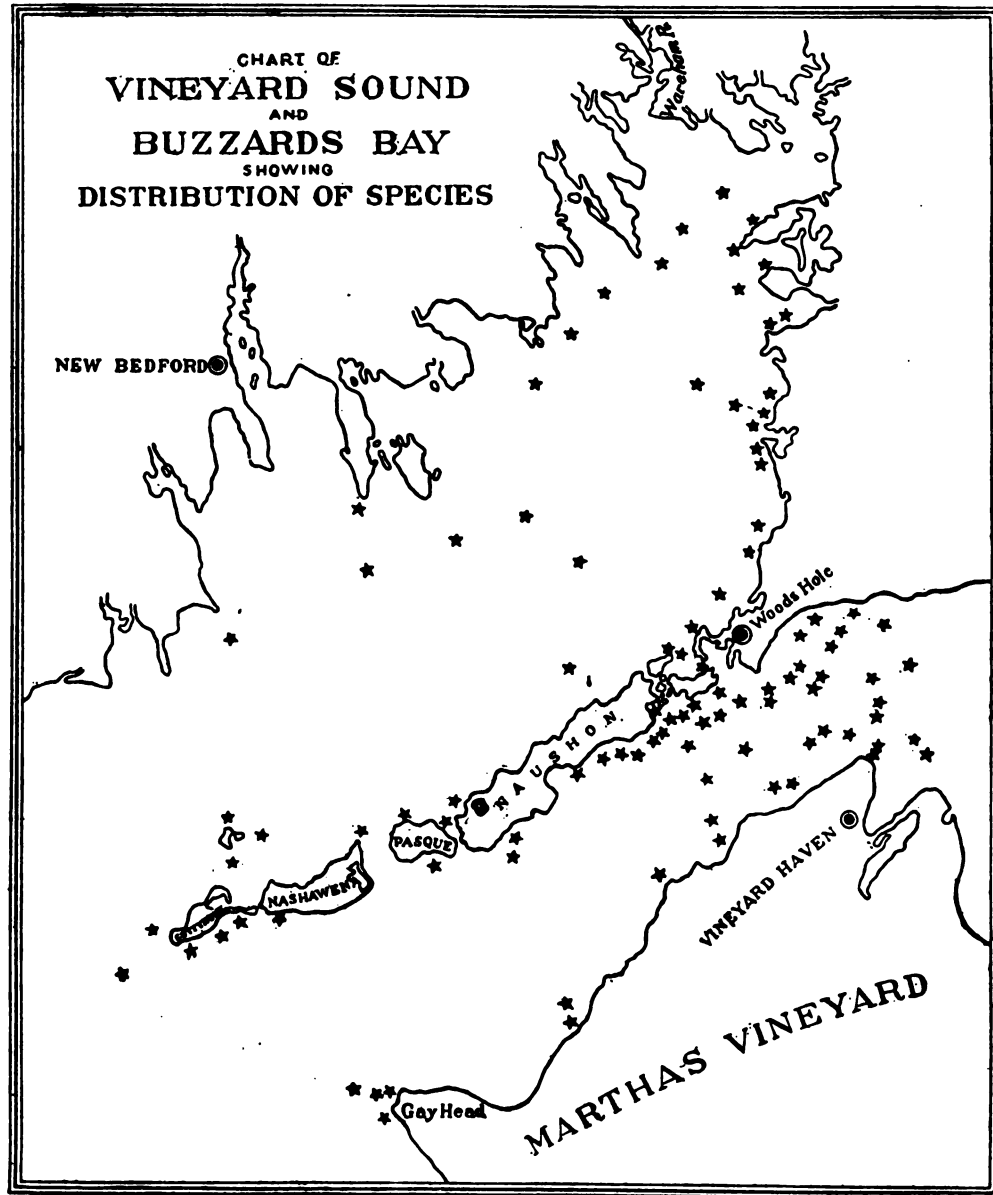 CHART OF
VINEYARD SOUND
AND
BUZZARDS BAY
SHOWING
DISTRIBUTION OF SPECIES
Wareham R.
NEW BEDFORD
Woods Hole
NAUSHON
PASQUE
NASHAWENA
VINEYARD HAVEN
MARTHAS VINEYARD
Gay Head